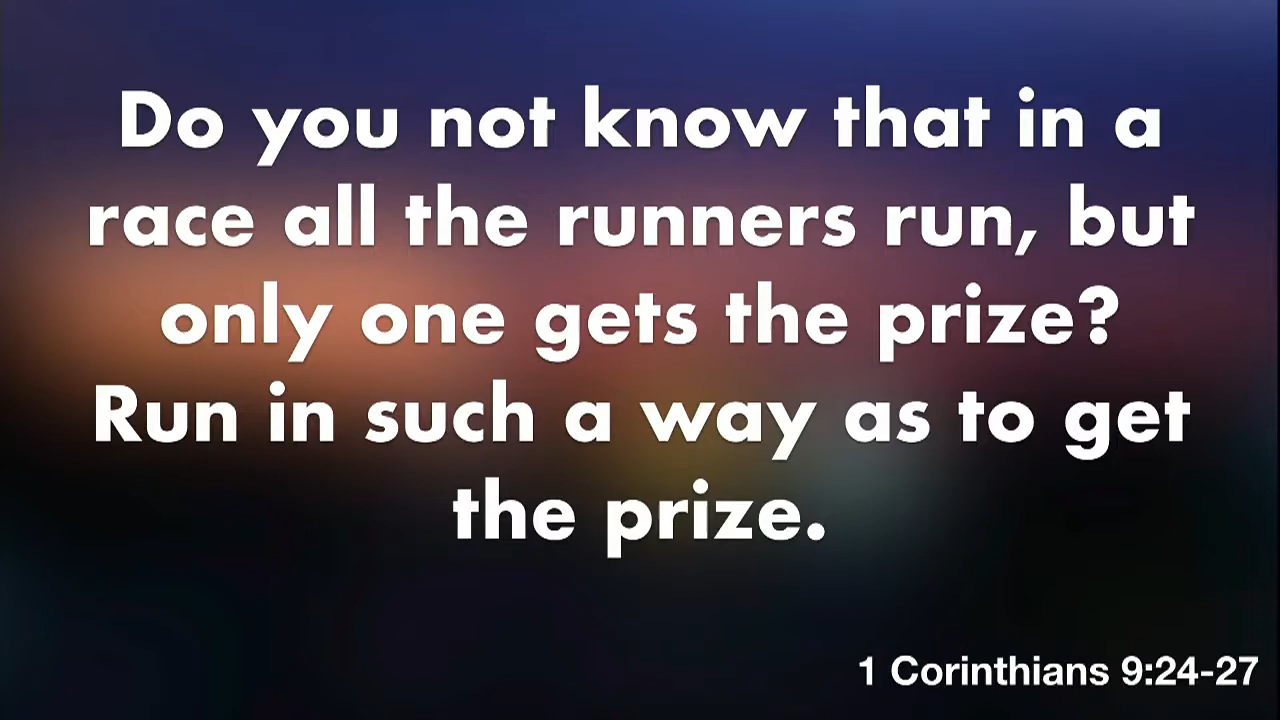 Do you not know that in a
race all the runners run, but
only one gets the prize?
Run in such a way as to get
the prize.
1 Corinthians 9:24-27